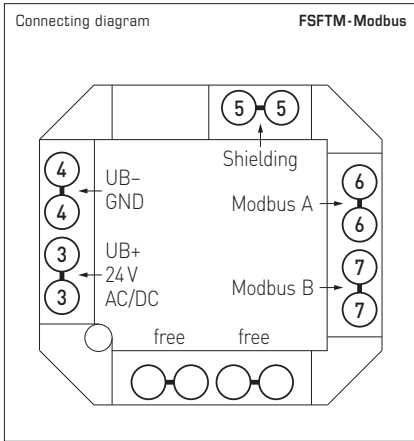 Connecting diagram FSFTM-Modbus
5 5
Shielding
4
UB–
GND
4
6
Modbus A
6
3
UB+
24 V
AC/DC
3
7
Modbus B
7
free free